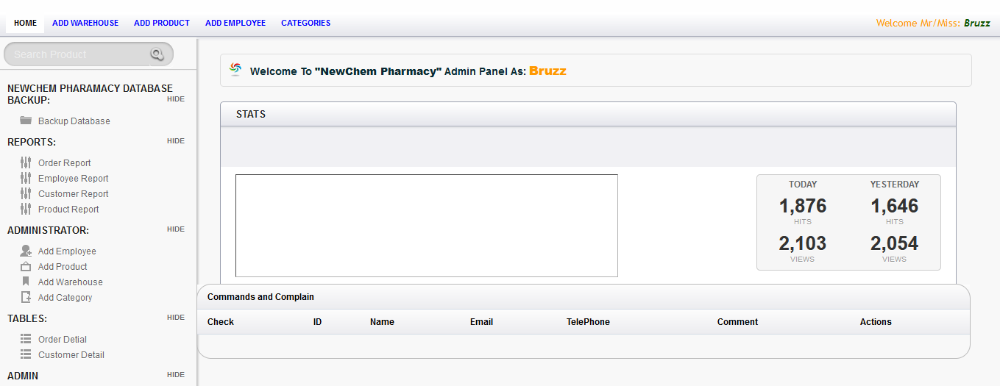 HOME ADD WAREHOUSE ADD PRODUCT ADD EMPLOYEE CATEGORIES Welcome Mr/Miss: Bruzz
Search Product
NEWCHEM PHARAMACY DATABASE
BACKUP: HIDE
Backup Database
REPORTS: HIDE
Order Report
Employee Report
Customer Report
Product Report
ADMINISTRATOR: HIDE
Add Employee
Add Product
Add Warehouse
Add Category
TABLES: HIDE
Order Detial
Customer Detail
ADMIN HIDE
Welcome To "NewChem Pharmacy" Admin Panel As: Bruzz
STATS
TODAY YESTERDAY
1,876 1,646
HITS HITS
2,103 2,054
VIEWS VIEWS
Commands and Complain
Check ID Name Email TelePhone Comment Actions